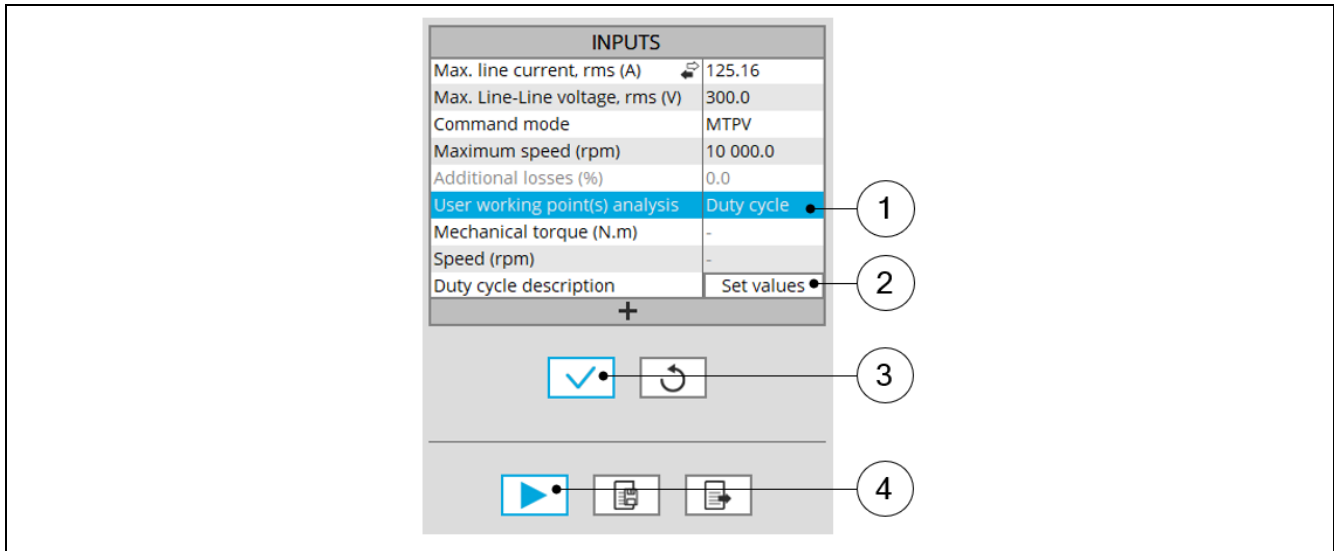 INPUTS
Max. line current, rms (A) 125.16
Max. Line-Line voltage, rms (V) 300.0
Command mode MTPV
Maximum speed (rpm) 10 000.0
Additional losses (%) 0.0
User working point(s) analysis Duty cycle 1
Mechanical torque (N.m) -
Speed (rpm) -
Duty cycle description Set values 2
+
3
4